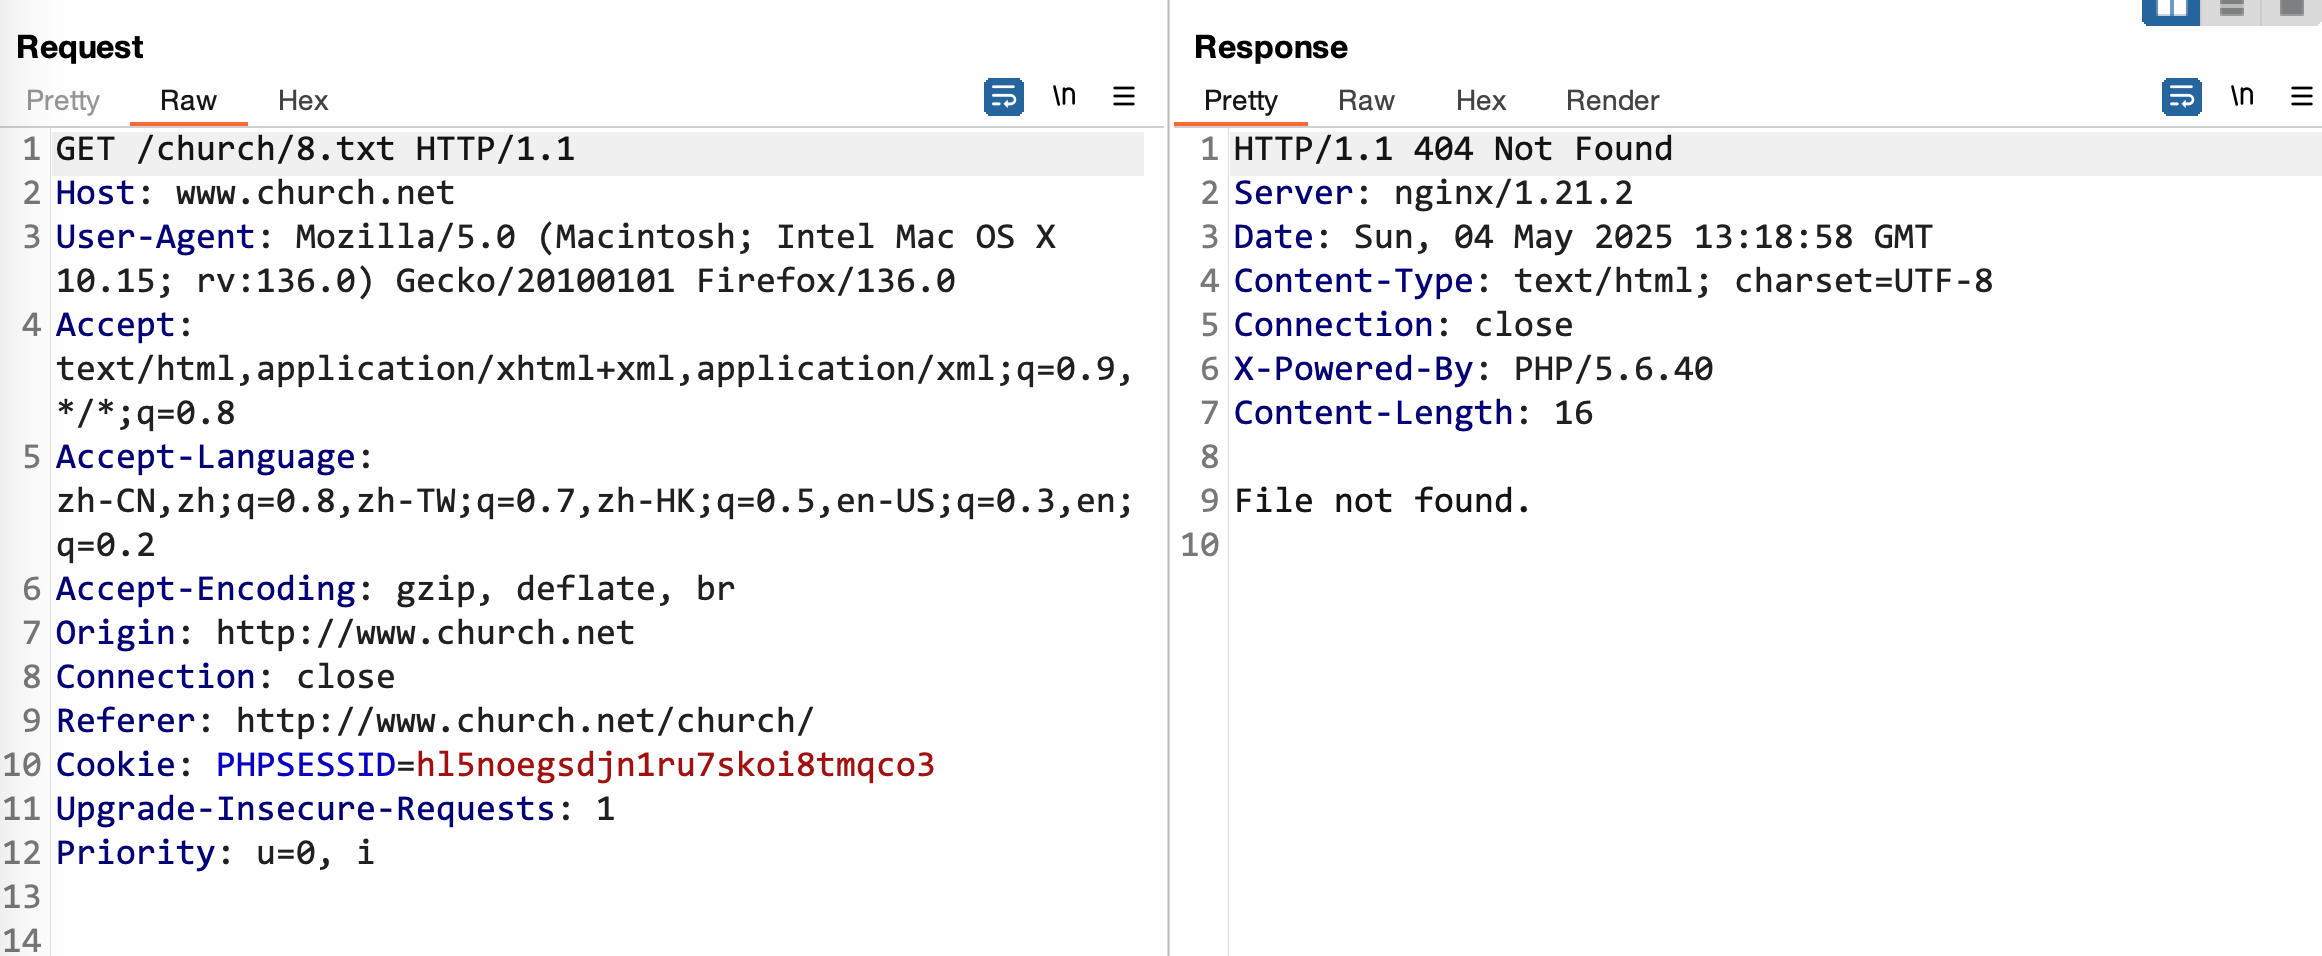 Request
Pretty Raw Hex \n
1 GET /church/8.txt HTTP/1.1
2 Host: www.church.net
3 User-Agent: Mozilla/5.0 (Macintosh; Intel Mac OS X
10.15; rv:136.0) Gecko/20100101 Firefox/136.0
4 Accept:
text/html,application/xhtml+xml,application/xml;q=0.9,
*/*;q=0.8
5 Accept-Language:
zh-CN,zh;q=0.8,zh-TW;q=0.7,zh-HK;q=0.5,en-US;q=0.3,en;
q=0.2
6 Accept-Encoding: gzip, deflate, br
7 Origin: http://www.church.net
8 Connection: close
9 Referer: http://www.church.net/church/
10 Cookie: PHPSESSID=hl5noegsdjn1ru7skoi8tmqco3
11 Upgrade-Insecure-Requests: 1
12 Priority: u=0, i
13
14
Response
Pretty Raw Hex Render \n
1 HTTP/1.1 404 Not Found
2 Server: nginx/1.21.2
3 Date: Sun, 04 May 2025 13:18:58 GMT
4 Content-Type: text/html; charset=UTF-8
5 Connection: close
6 X-Powered-By: PHP/5.6.40
7 Content-Length: 16
8
9 File not found.
10